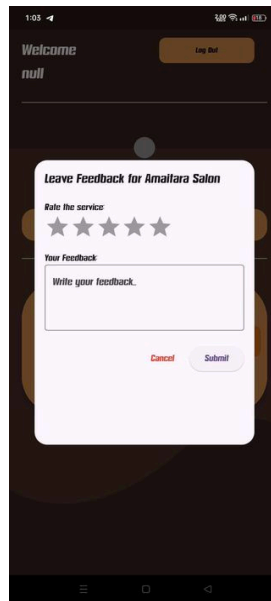 1:03
Welcome
Log Out
null
Leave Feedback for Amaifara Salon
Rate the service:
Your Feedback:
Write your feedback...
Cancel
Submit